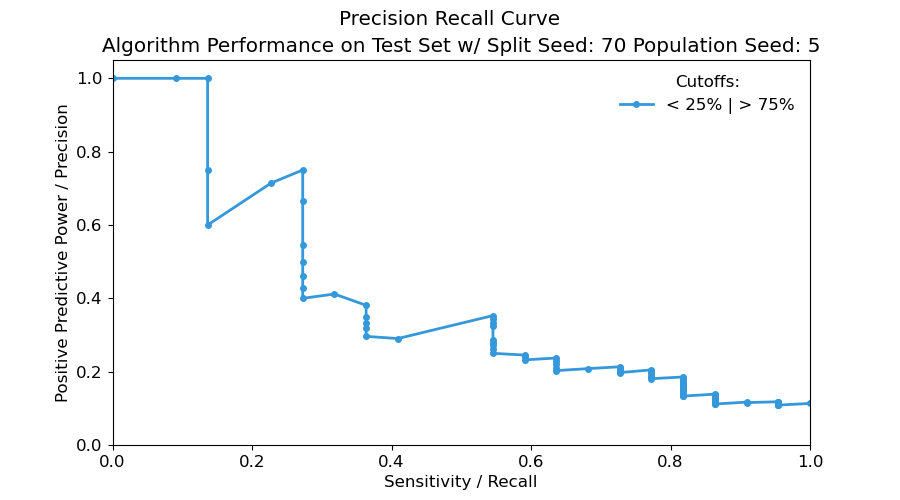 Precision Recall Curve
Algorithm Performance on Test Set w/ Split Seed: 70 Population Seed: 5
Cutoffs:
< 25% | > 75%
Positive Predictive Power / Precision
1.0
0.8
0.6
0.4
0.2
0.0
0.0 0.2 0.4 0.6 0.8 1.0
Sensitivity / Recall